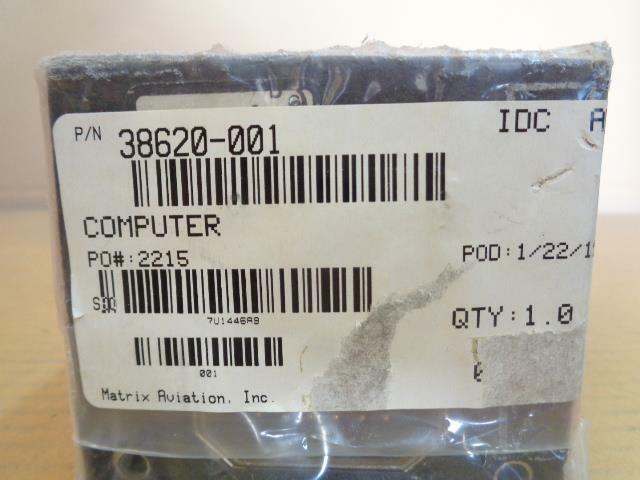 P/N 38620-001 IDC A
COMPUTER
PO#:2215 POD:1/22/1
7U1446A9
QTY:1.0
001
Matrix Aviation, Inc.